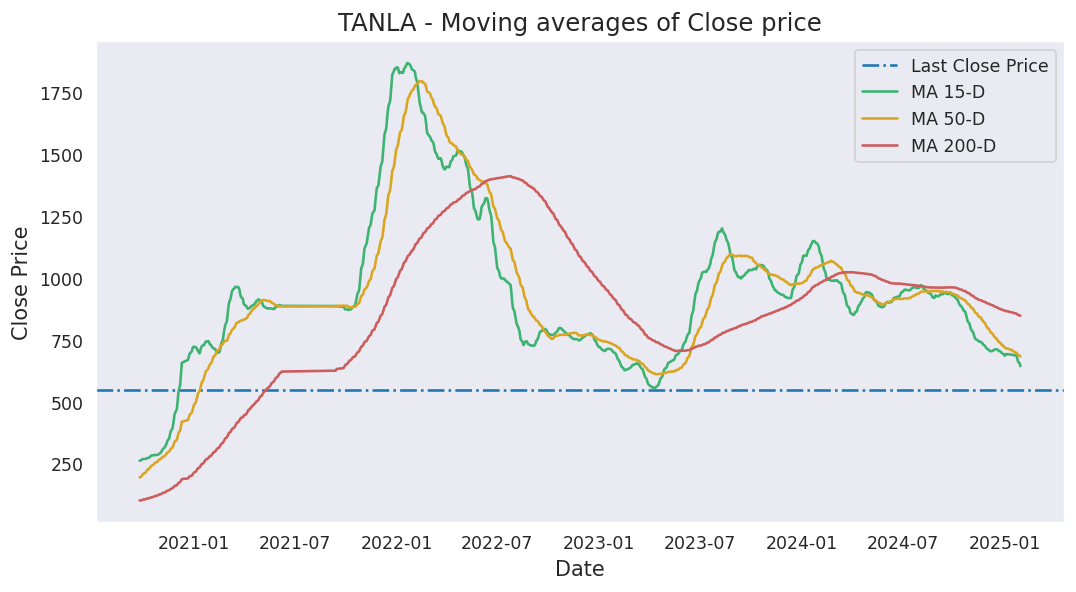 TANLA - Moving averages of Close price
Last Close Price
MA 15-D
MA 50-D
MA 200-D
Close Price
1750
1500
1250
1000
750
500
250
2021-01 2021-07 2022-01 2022-07 2023-01 2023-07 2024-01 2024-07 2025-01
Date